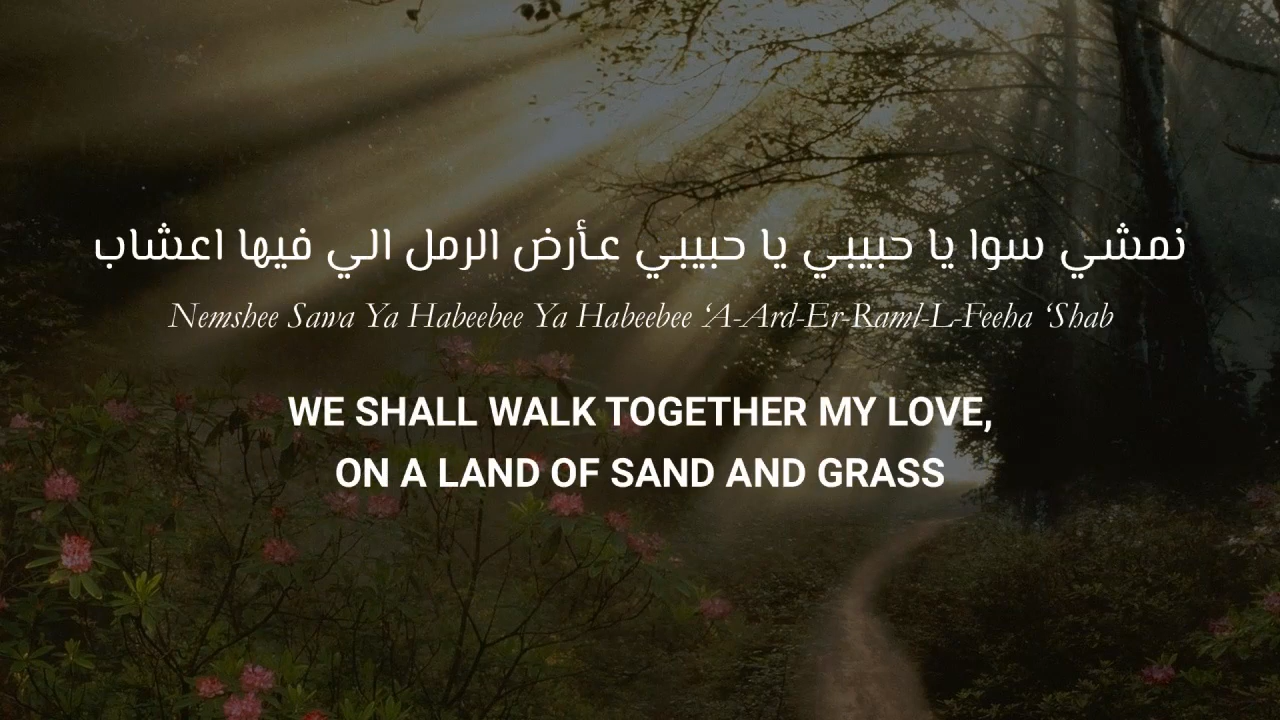 نمشي سوا يا حبيبي يا حبيبي عأرض الرمل الي فيها اعشاب
Nemshee Sawa Ya Habeebee Ya Habeebee ‘A-Ard-Er-Raml-L-Feeha ‘Shab
WE SHALL WALK TOGETHER MY LOVE,
ON A LAND OF SAND AND GRASS